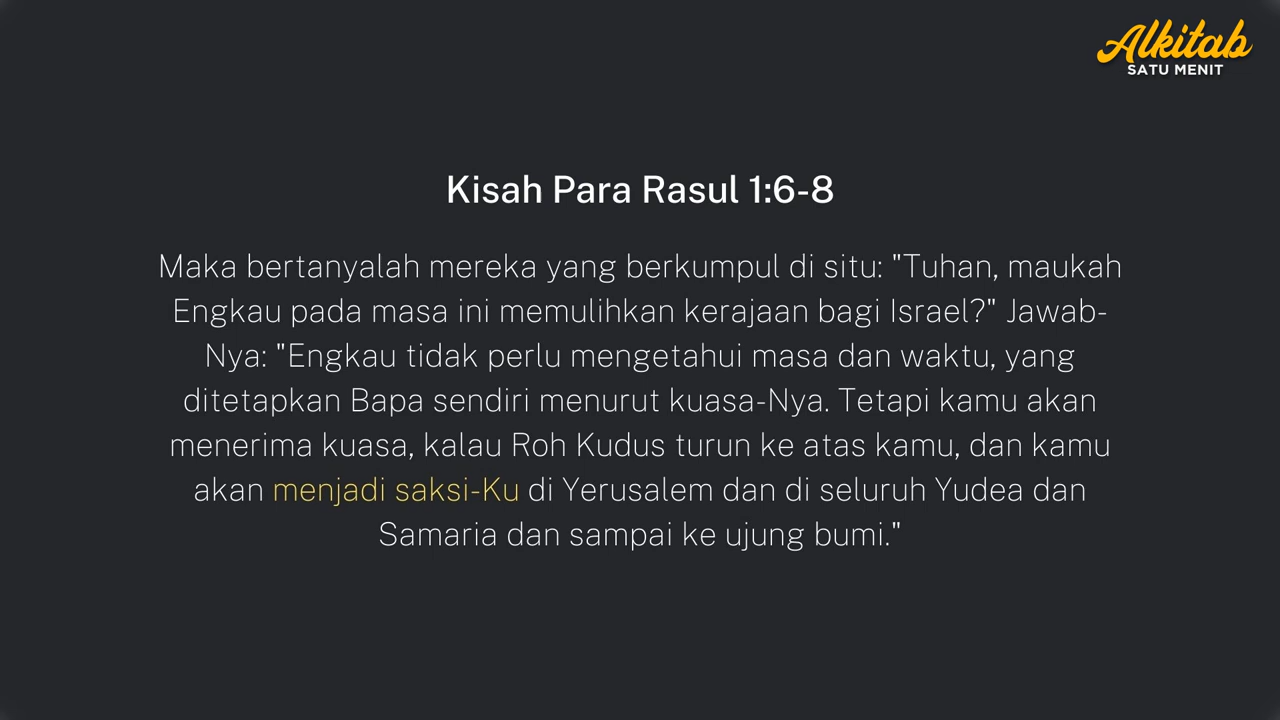 Alkitab
SATU MENIT
Kisah Para Rasul 1:6-8
Maka bertanyalah mereka yang berkumpul di situ: "Tuhan, maukah
Engkau pada masa ini memulihkan kerajaan bagi Israel?" Jawab-
Nya: "Engkau tidak perlu mengetahui masa dan waktu, yang
ditetapkan Bapa sendiri menurut kuasa-Nya. Tetapi kamu akan
menerima kuasa, kalau Roh Kudus turun ke atas kamu, dan kamu
akan menjadi saksi-Ku di Yerusalem dan di seluruh Yudea dan
Samaria dan sampai ke ujung bumi."